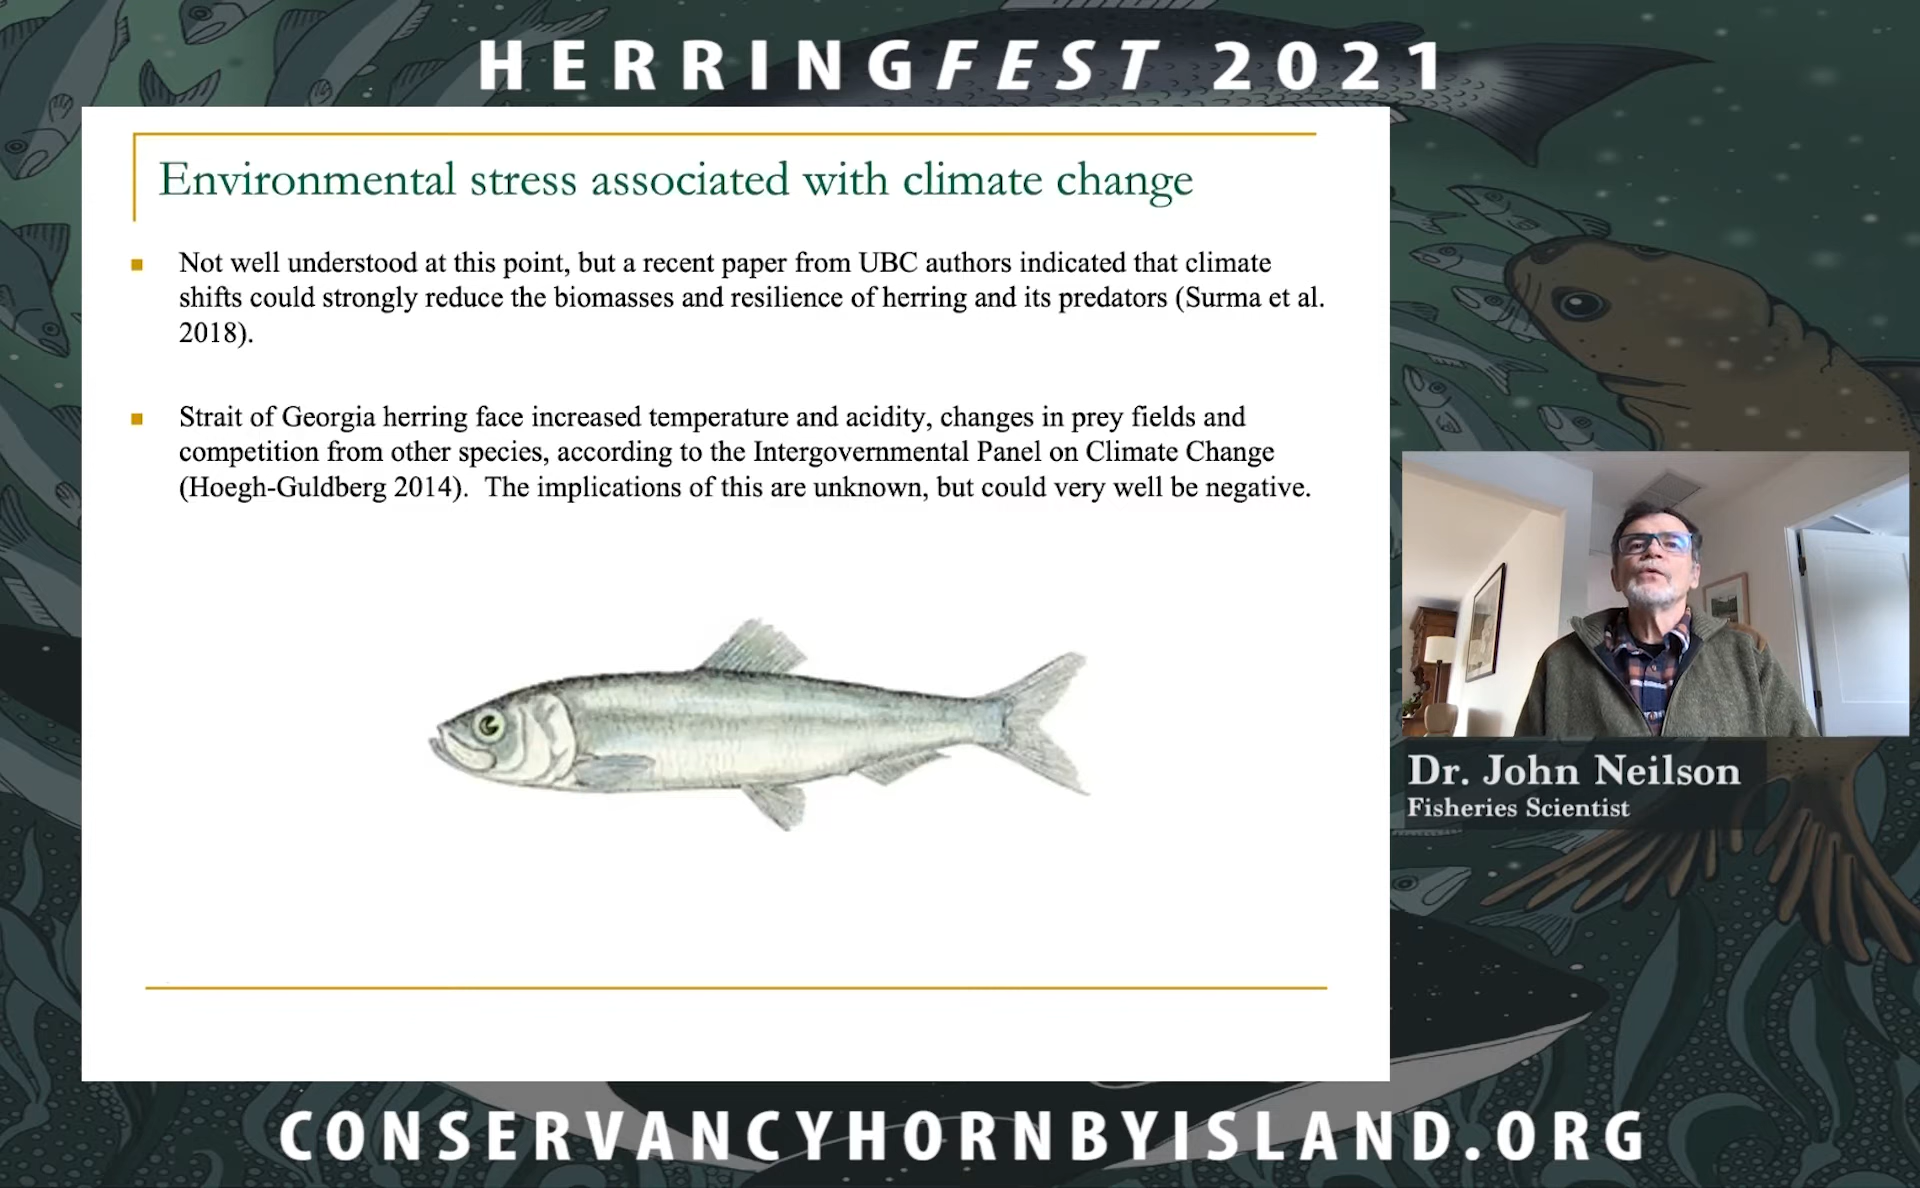 HERRINGFEST 2021
Environmental stress associated with climate change
Not well understood at this point, but a recent paper from UBC authors indicated that climate
shifts could strongly reduce the biomasses and resilience of herring and its predators (Surma et al.
2018).
Strait of Georgia herring face increased temperature and acidity, changes in prey fields and
competition from other species, according to the Intergovernmental Panel on Climate Change
(Hoegh-Guldberg 2014).  The implications of this are unknown, but could very well be negative.
Dr. John Neilson
Fisheries Scientist
CONSERVANCYHORNBYISLAND.ORG